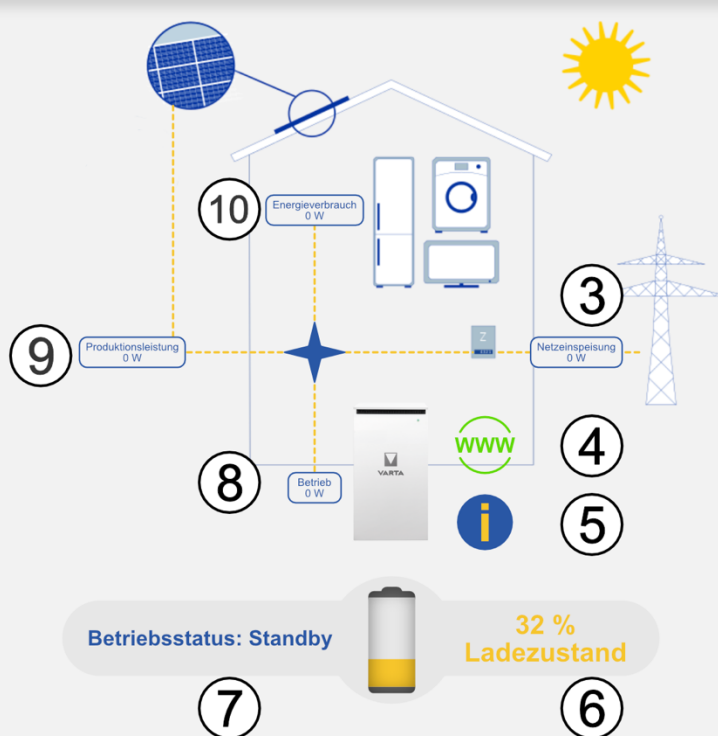 10
Energieverbrauch
0 W
3
Z
9
Produktionsleistung
0 W
Netzeinspeisung
0 W
www
4
VARTA
8
Betrieb
0 W
i
5
Betriebsstatus: Standby
32 %
Ladezustand
7
6